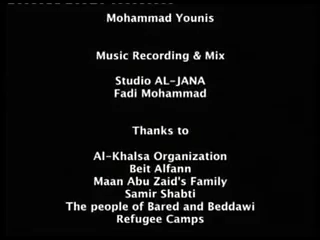 Mohammad Younis
Music Recording & Mix
Studio AL-JANA
Fadi Mohammad
Thanks to
Al-Khalsa Organization
Beit Alfann
Maan Abu Zaid's Family
Samir Shabti
The people of Bared and Beddawi
Refugee Camps